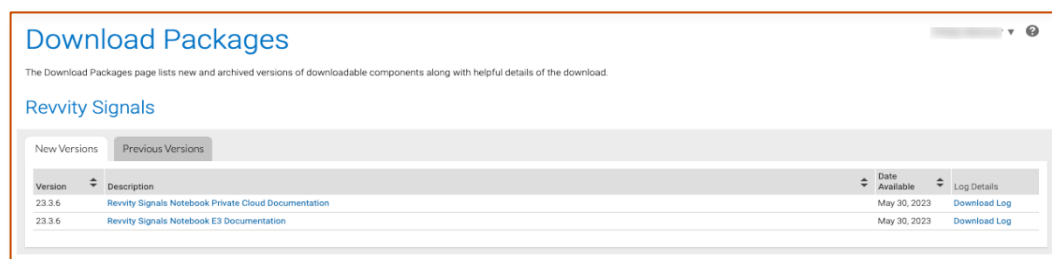 Download Packages
The Download Packages page lists new and archived versions of downloadable components along with helpful details of the download.
Revvity Signals
New Versions Previous Versions
Version Description Date Available Log Details
23.3.6 Revvity Signals Notebook Private Cloud Documentation May 30, 2023 Download Log
23.3.6 Revvity Signals Notebook E3 Documentation May 30, 2023 Download Log